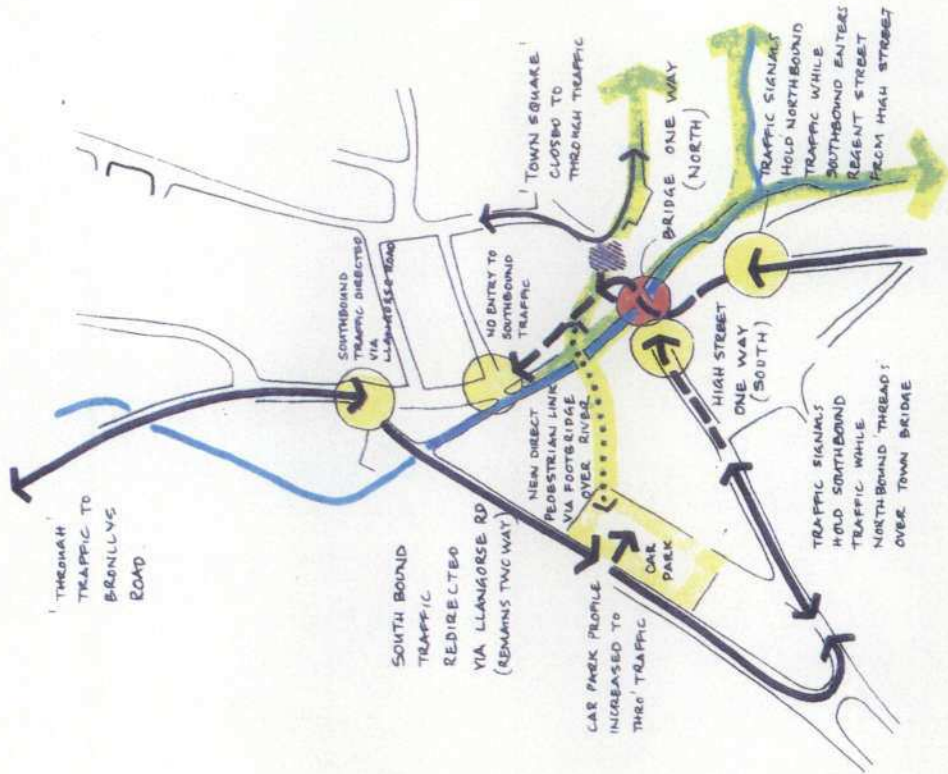 'THROUGH'
TRAFFIC TO
BRONLLYS
ROAD
SOUTHBOUND
TRAFFIC DIRECTED
VIA
LLANGORSE ROAD
'TOWN SQUARE'
CLOSED TO
THROUGH TRAFFIC
NO ENTRY TO
SOUTHBOUND
TRAFFIC
BRIDGE ONE WAY
(NORTH)
TRAFFIC SIGNALS
HOLD NORTHBOUND
TRAFFIC WHILE
SOUTHBOUND ENTERS
REGENT STREET
FROM HIGH STREET
SOUTH BOUND
TRAFFIC
REDIRECTED
VIA LLANGORSE RD
(REMAINS TWO WAY)
NEW DIRECT
PEDESTRIAN LINK
VIA FOOTBRIDGE
OVER RIVER
HIGH STREET
ONE WAY
(SOUTH)
CAR PARK PROFILE
INCREASED TO
THRO' TRAFFIC
CAR
PARK
TRAFFIC SIGNALS
HOLD SOUTHBOUND
TRAFFIC WHILE
NORTHBOUND 'THREADS'
OVER TOWN BRIDGE